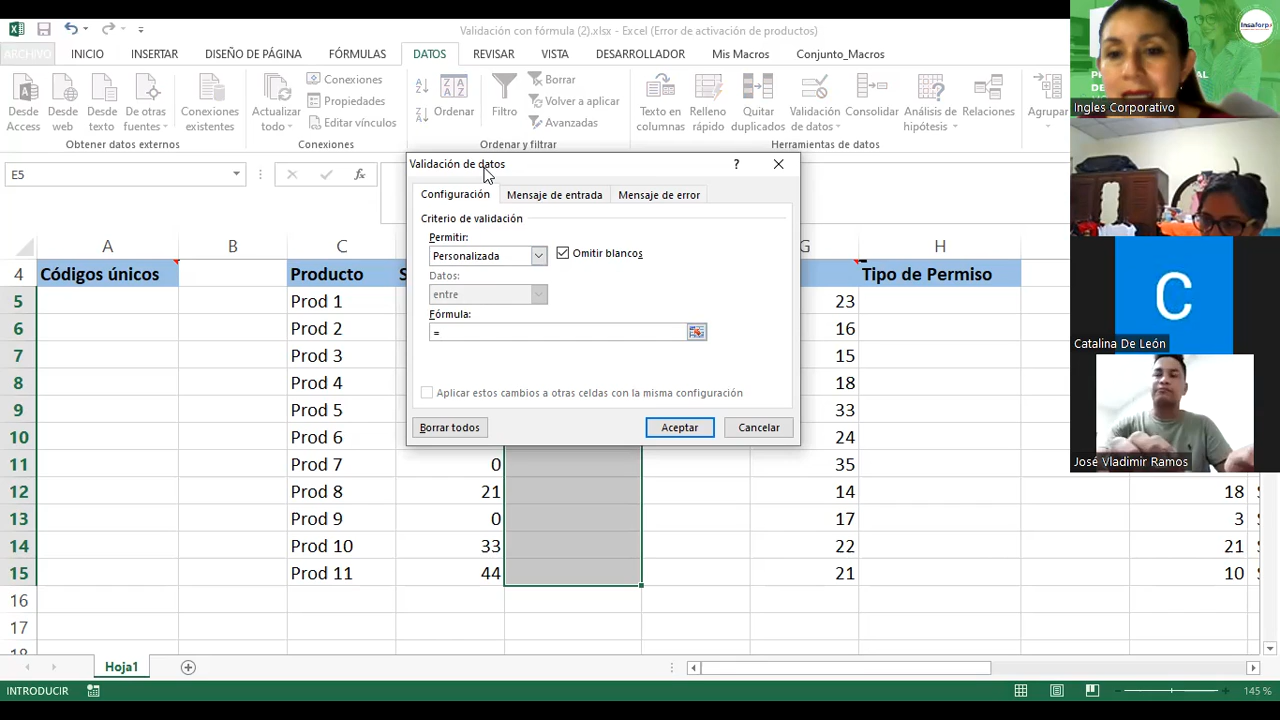 Validación con fórmula (2).xlsx - Excel (Error de activación de productos)
ARCHIVO INICIO INSERTAR DISEÑO DE PÁGINA FÓRMULAS DATOS REVISAR VISTA DESARROLLADOR Mis Macros Conjunto_Macros
Desde Access
Desde web
Desde texto
De otras fuentes
Conexiones existentes
Obtener datos externos
Actualizar todo
Conexiones
Propiedades
Editar vínculos
Conexiones
Ordenar
Filtro
Borrar
Volver a aplicar
Avanzadas
Ordenar y filtrar
Texto en columnas
Relleno rápido
Quitar duplicados
Validación de datos
Consolidar
Análisis de hipótesis
Relaciones
Agrupar
Herramientas de datos
E5
fx
Validación de datos ?
Configuración Mensaje de entrada Mensaje de error
Criterio de validación
Permitir:
Personalizada Omitir blancos
Datos:
entre
Fórmula:
=
Aplicar estos cambios a otras celdas con la misma configuración
Borrar todos Aceptar Cancelar
A B C G H
4 Códigos únicos Producto S Tipo de Permiso
5 Prod 1 23
6 Prod 2 16
7 Prod 3 15
8 Prod 4 18
9 Prod 5 33
10 Prod 6 24
11 Prod 7 0 35
12 Prod 8 21 14 18
13 Prod 9 0 17 3
14 Prod 10 33 22 21
15 Prod 11 44 21 10
16
17
Hoja1
INTRODUCIR 145 %
Insaforp
Ingles Corporativo
C
Catalina De León
José Vladimir Ramos